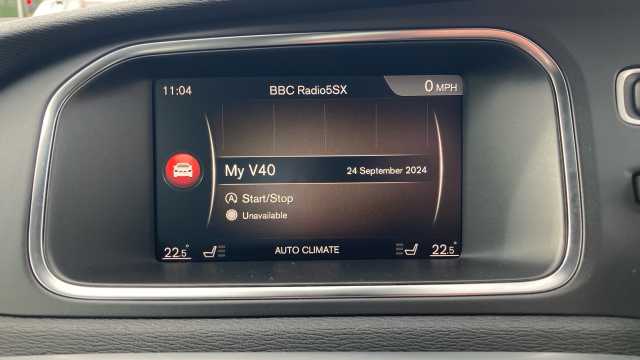 11:04 BBC Radio5SX 0 MPH
My V40 24 September 2024
Start/Stop
Unavailable
22.5° AUTO CLIMATE 22.5°